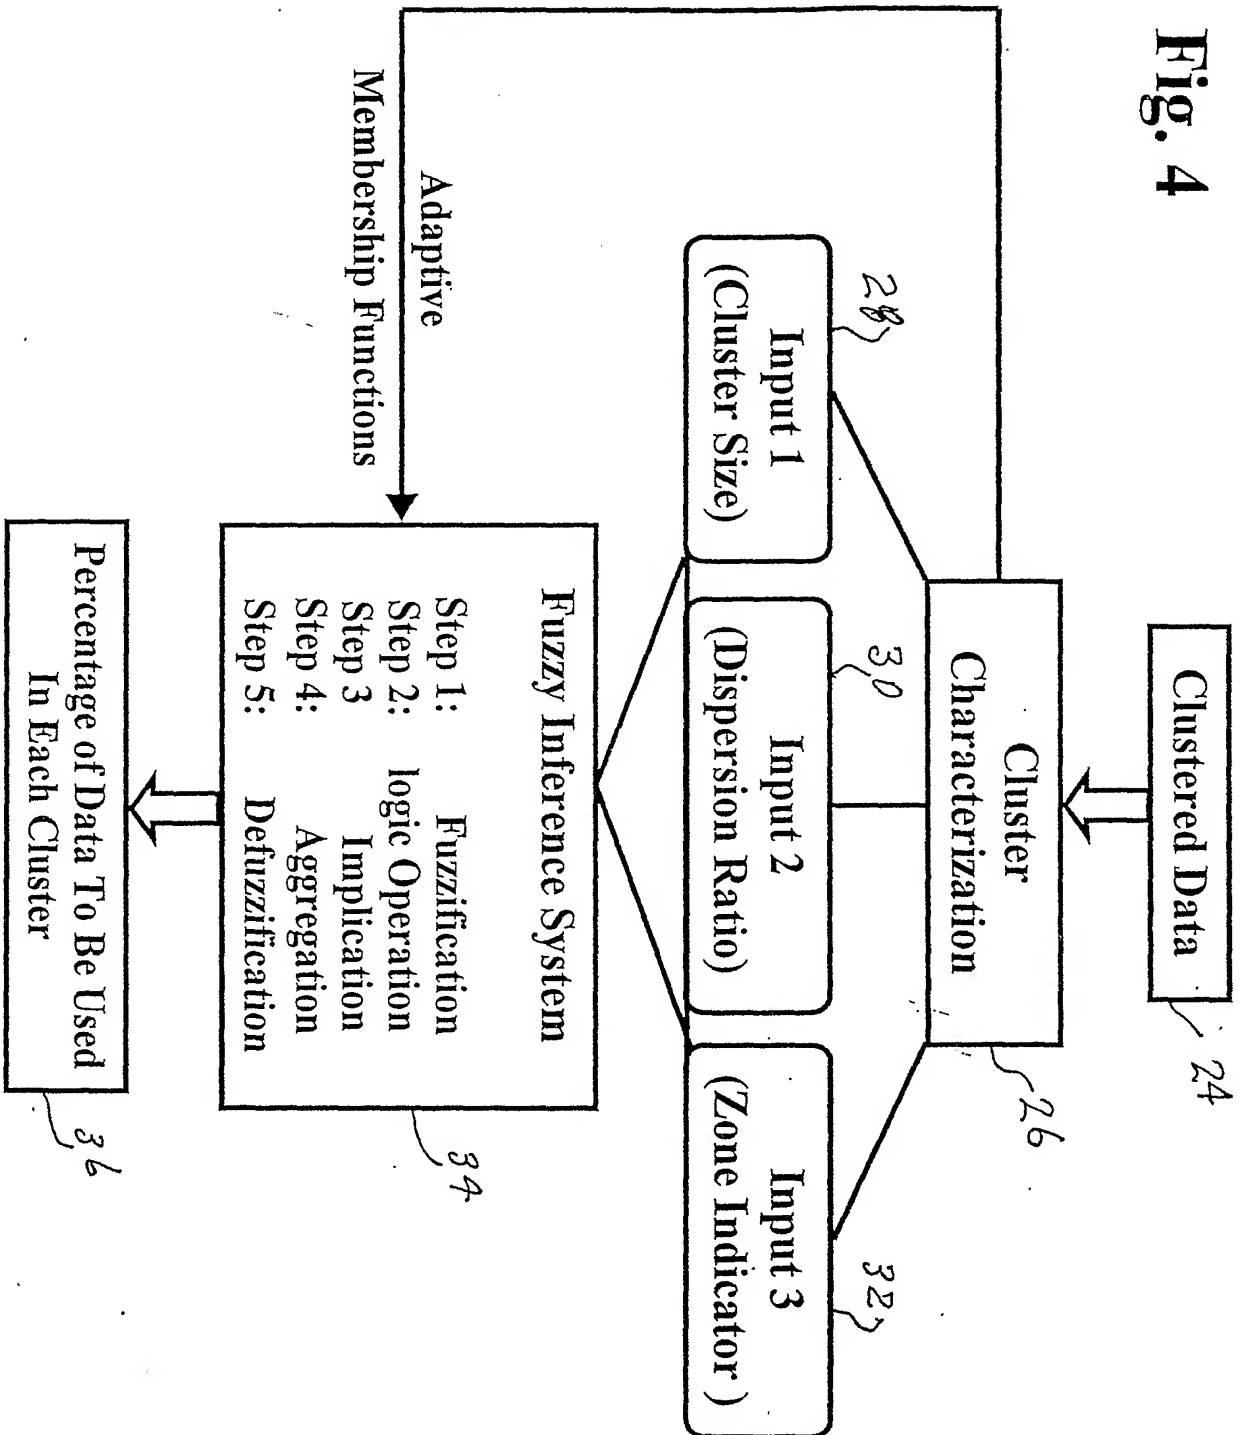 Fig. 4
Clustered Data
24
Cluster
Characterization
26
28
30
32
Input 1
(Cluster Size)
Input 2
(Dispersion Ratio)
Input 3
(Zone Indicator)
Adaptive
Membership Functions
Fuzzy Inference System
Step 1: Fuzzification
Step 2: logic Operation
Step 3 Implication
Step 4: Aggregation
Step 5: Defuzzification
34
Percentage of Data To Be Used
In Each Cluster
36